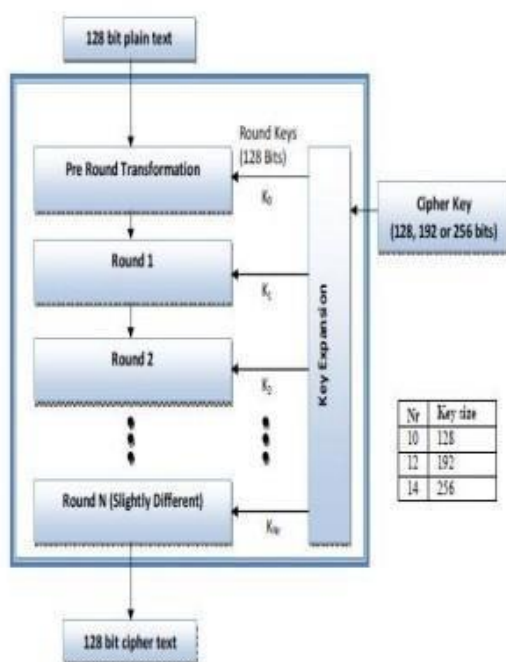 128 bit plain text
Round Keys
(128 Bits)
Pre Round Transformation
K0
Cipher Key
(128, 192 or 256 bits)
Round 1
K1
Key Expansion
Round 2
K2
Nr Key size
10 128
12 192
14 256
Round N (Slightly Different)
KNr
128 bit cipher text